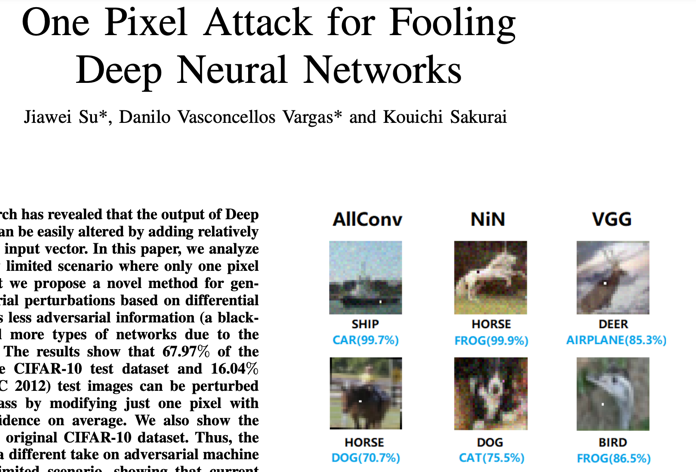 One Pixel Attack for Fooling
Deep Neural Networks
Jiawei Su*, Danilo Vasconcellos Vargas* and Kouichi Sakurai
rch has revealed that the output of Deep
an be easily altered by adding relatively
input vector. In this paper, we analyze
limited scenario where only one pixel
t we propose a novel method for gen-
rial perturbations based on differential
s less adversarial information (a black-
l more types of networks due to the
The results show that 67.97% of the
e CIFAR-10 test dataset and 16.04%
C 2012) test images can be perturbed
ass by modifying just one pixel with
idence on average. We also show the
original CIFAR-10 dataset. Thus, the
a different take on adversarial machine
limited scenario, showing that current
AllConv NiN VGG
SHIP HORSE DEER
CAR(99.7%) FROG(99.9%) AIRPLANE(85.3%)
HORSE DOG BIRD
DOG(70.7%) CAT(75.5%) FROG(86.5%)